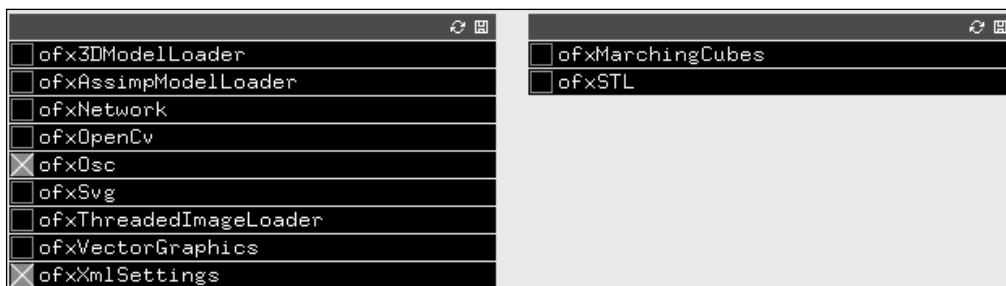 ofx3DModelLoader
ofxAssimpModelLoader
ofxNetwork
ofxOpenCv
ofxOsc
ofxSvg
ofxThreadedImageLoader
ofxVectorGraphics
ofxXmlSettings
ofxMarchingCubes
ofxSTL